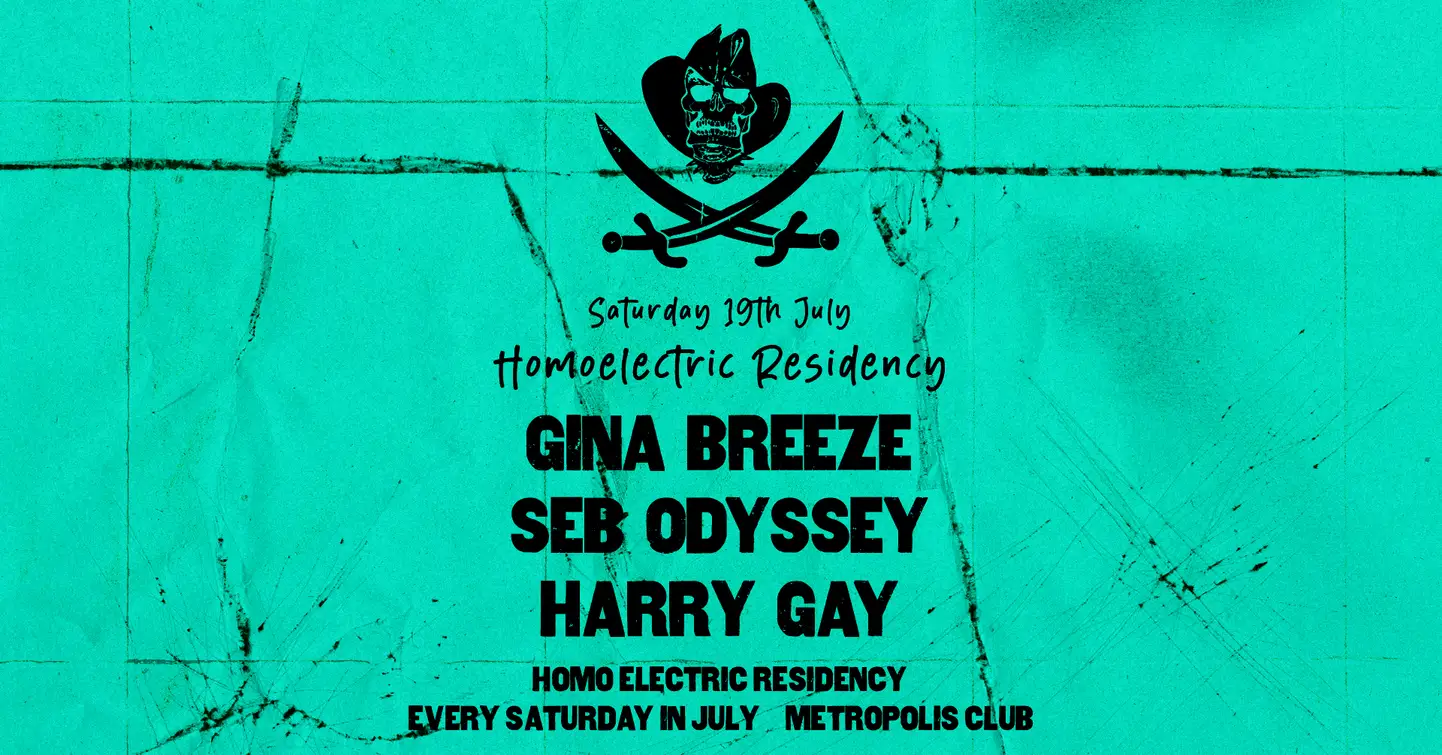 Saturday 19th July
Homoelectric Residency
GINA BREEZE
SEB ODYSSEY
HARRY GAY
HOMO ELECTRIC RESIDENCY
EVERY SATURDAY IN JULY METROPOLIS CLUB